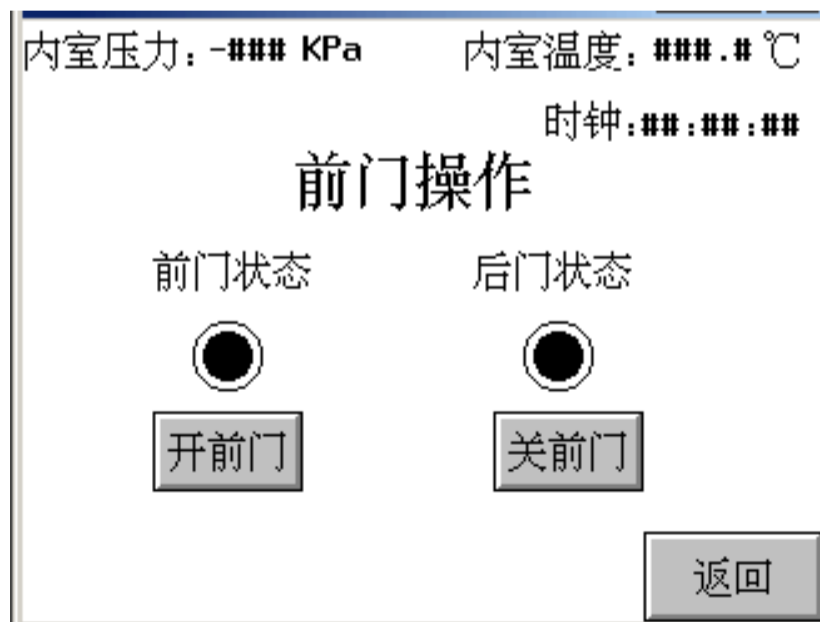 内室压力：-### KPa 内室温度：###.#℃
时钟:##:##:##
前门操作
前门状态 后门状态
开前门 关前门
返回